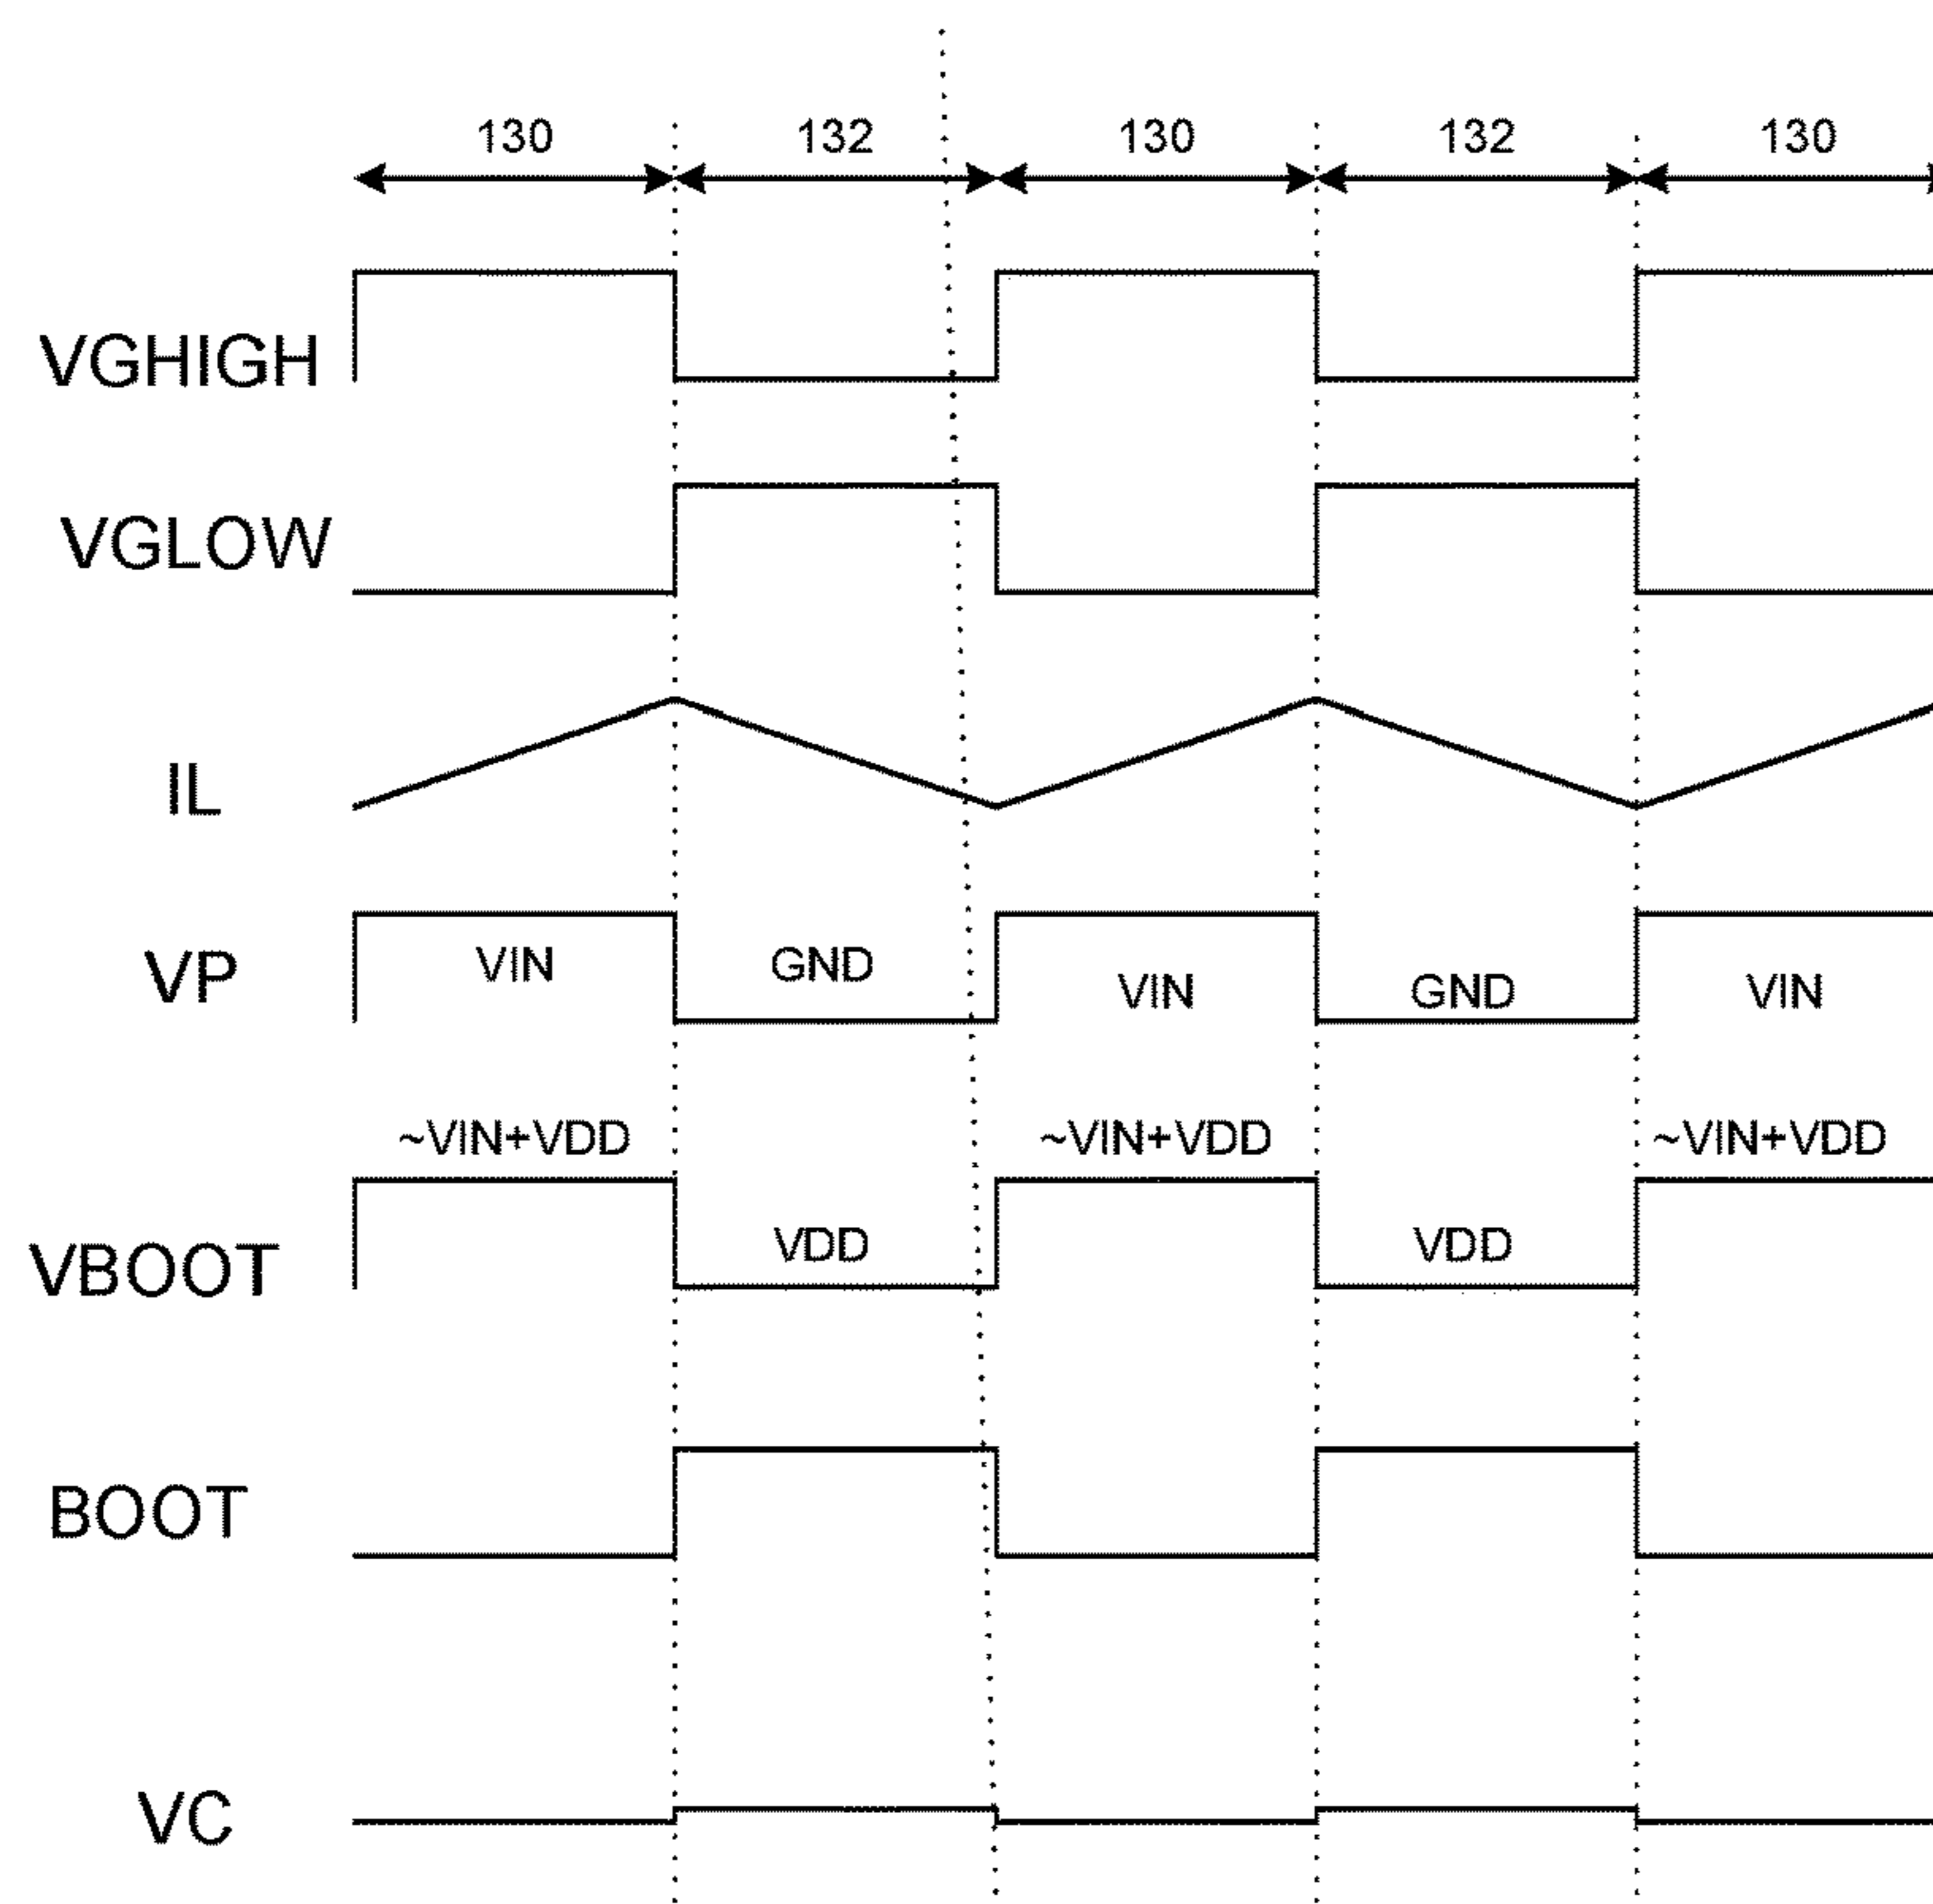 130 132 130 132 130
VGHIGH
VGLOW
IL
VP VIN GND VIN GND VIN
~VIN+VDD ~VIN+VDD ~VIN+VDD
VBOOT VDD VDD
BOOT
VC